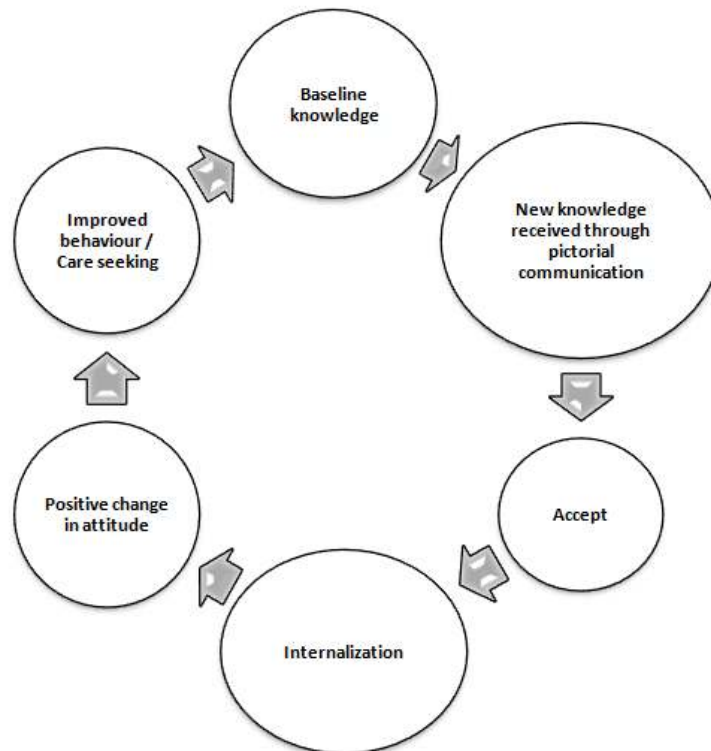 Baseline
knowledge
New knowledge
received through
pictorial
communication
Accept
Internalization
Positive change
in attitude
Improved
behaviour /
Care seeking